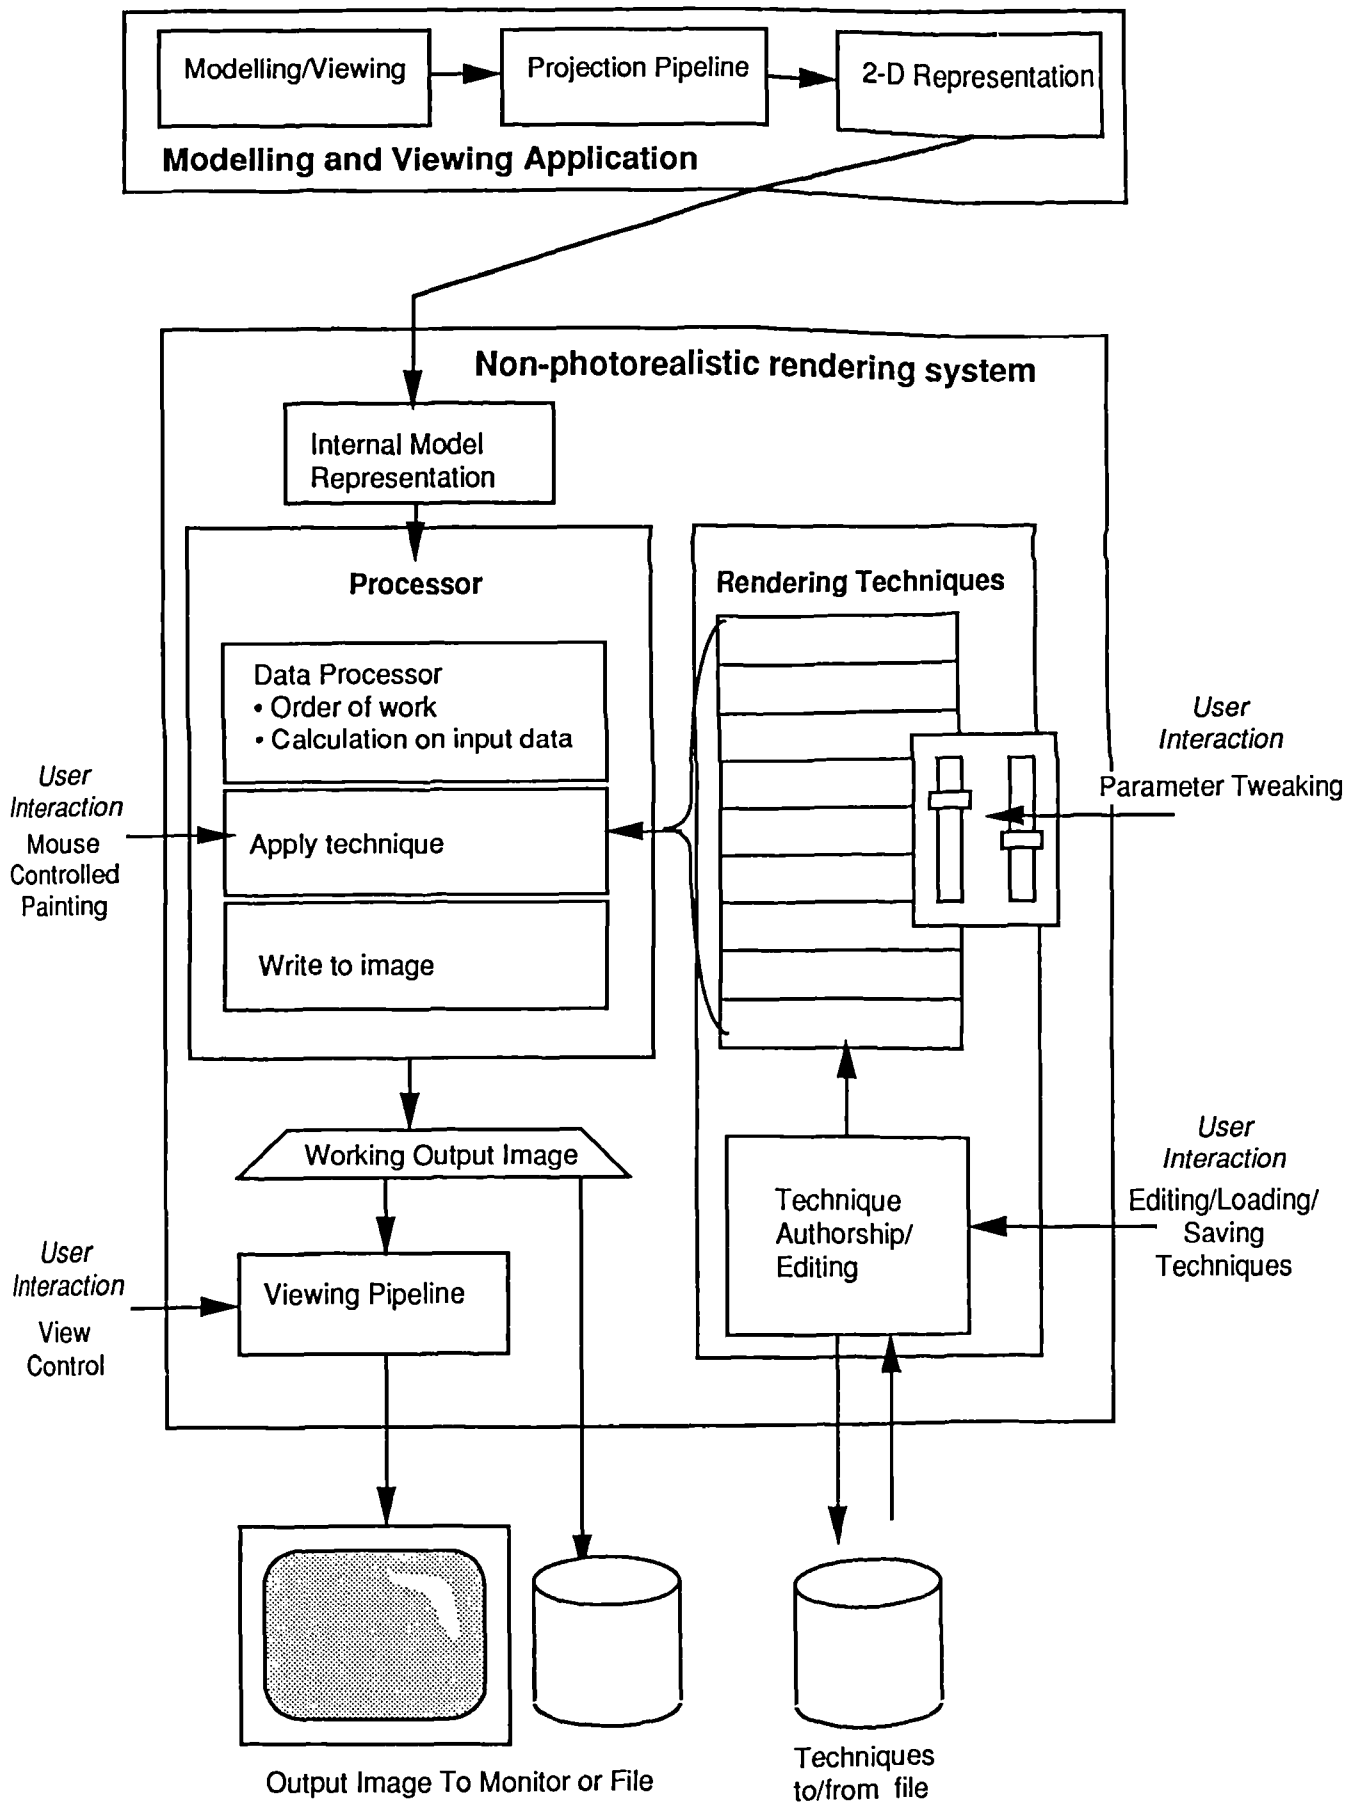 Modelling/Viewing
Projection Pipeline
2-D Representation
Modelling and Viewing Application
Non-photorealistic rendering system
Internal Model
Representation
Processor
Data Processor
• Order of work
• Calculation on input data
Apply technique
Write to image
User
Interaction
Mouse
Controlled
Painting
Rendering Techniques
User
Interaction
Parameter Tweaking
Working Output Image
Technique
Authorship/
Editing
User
Interaction
Editing/Loading/
Saving
Techniques
User
Interaction
View
Control
Viewing Pipeline
Output Image To Monitor or File
Techniques
to/from file